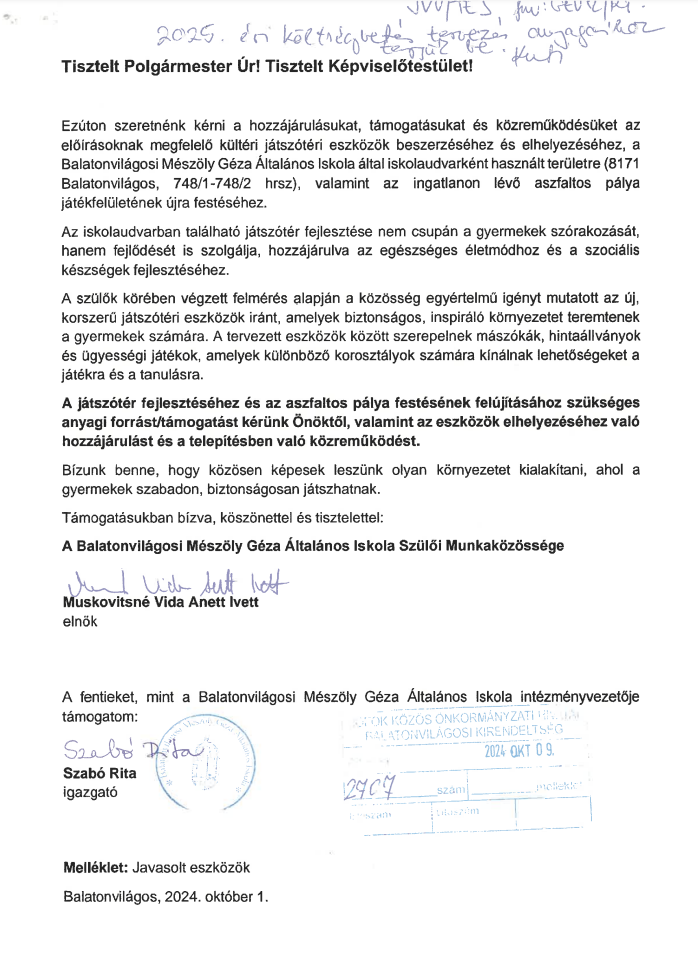 2025. évi költségvetés tervezés anyagához
terjük be.
Tisztelt Polgármester Úr! Tisztelt Képviselőtestület!
Ezúton szeretnénk kérni a hozzájárulásukat, támogatásukat és közreműködésüket az
előírásoknak megfelelő kültéri játszótéri eszközök beszerzéséhez és elhelyezéséhez, a
Balatonvilágosi Mészöly Géza Általános Iskola által iskolaudvarként használt területre (8171
Balatonvilágos, 748/1-748/2 hrsz), valamint az ingatlanon lévő aszfaltos pálya
játékfelületének újra festéséhez.
Az iskolaudvarban található játszótér fejlesztése nem csupán a gyermekek szórakozását,
hanem fejlődését is szolgálja, hozzájárulva az egészséges életmódhoz és a szociális
készségek fejlesztéséhez.
A szülők körében végzett felmérés alapján a közösség egyértelmű igényt mutatott az új,
korszerű játszótéri eszközök iránt, amelyek biztonságos, inspiráló környezetet teremtenek
a gyermekek számára. A tervezett eszközök között szerepelnek mászókák, hintaállványok
és ügyességi játékok, amelyek különböző korosztályok számára kínálnak lehetőségeket a
játékra és a tanulásra.
A játszótér fejlesztéséhez és az aszfaltos pálya festésének felújításához szükséges
anyagi forrást/támogatást kérünk Önöktől, valamint az eszközök elhelyezéséhez való
hozzájárulást és a telepítésben való közreműködést.
Bízunk benne, hogy közösen képesek leszünk olyan környezetet kialakítani, ahol a
gyermekek szabadon, biztonságosan játszhatnak.
Támogatásukban bízva, köszönettel és tisztelettel:
A Balatonvilágosi Mészöly Géza Általános Iskola Szülői Munkaközössége
Muskovitsné Vida Anett Ivett
elnök
A fentieket, mint a Balatonvilágosi Mészöly Géza Általános Iskola intézményvezetője
támogatom:
KÖZÖS ÖNKORMÁNYZATI
BALATONVILÁGOSI KIRENDELTSÉG
2024 OKT 09.
Szabó Rita
Szabó Rita
igazgató
2907 szám melléklet
Melléklet: Javasolt eszközök
Balatonvilágos, 2024. október 1.